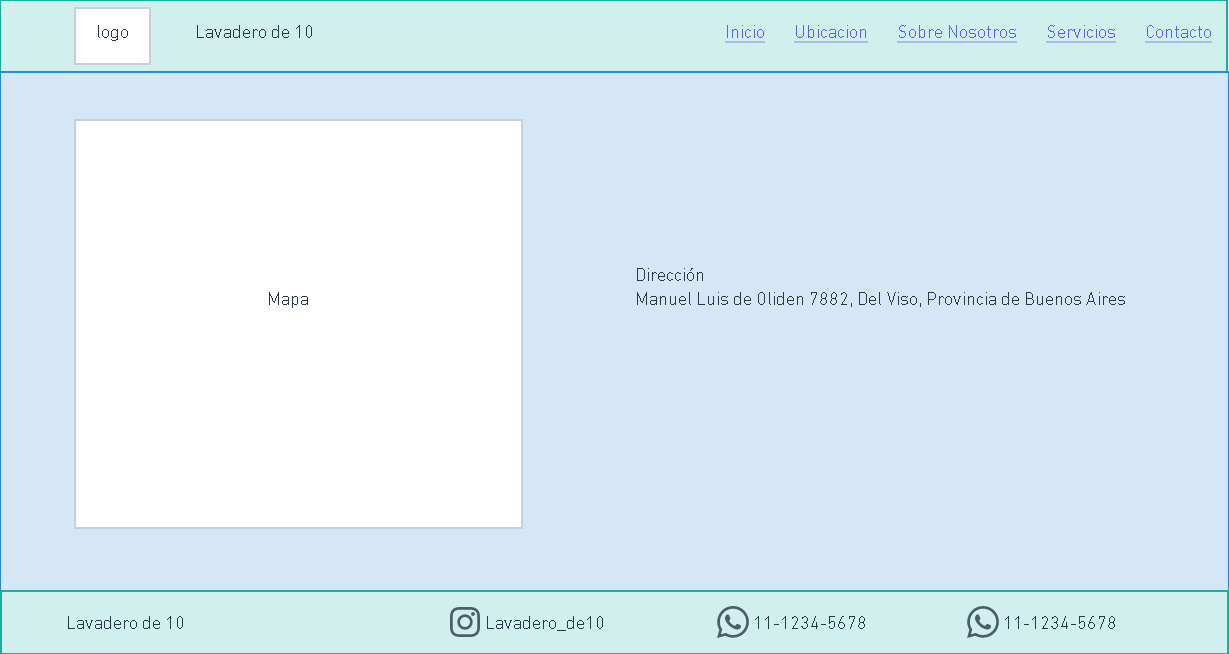 logo
Lavadero de 10
Inicio
Ubicacion
Sobre Nosotros
Servicios
Contacto
Mapa
Dirección
Manuel Luis de Oliden 7882, Del Viso, Provincia de Buenos Aires
Lavadero de 10
Lavadero_de10
11-1234-5678
11-1234-5678